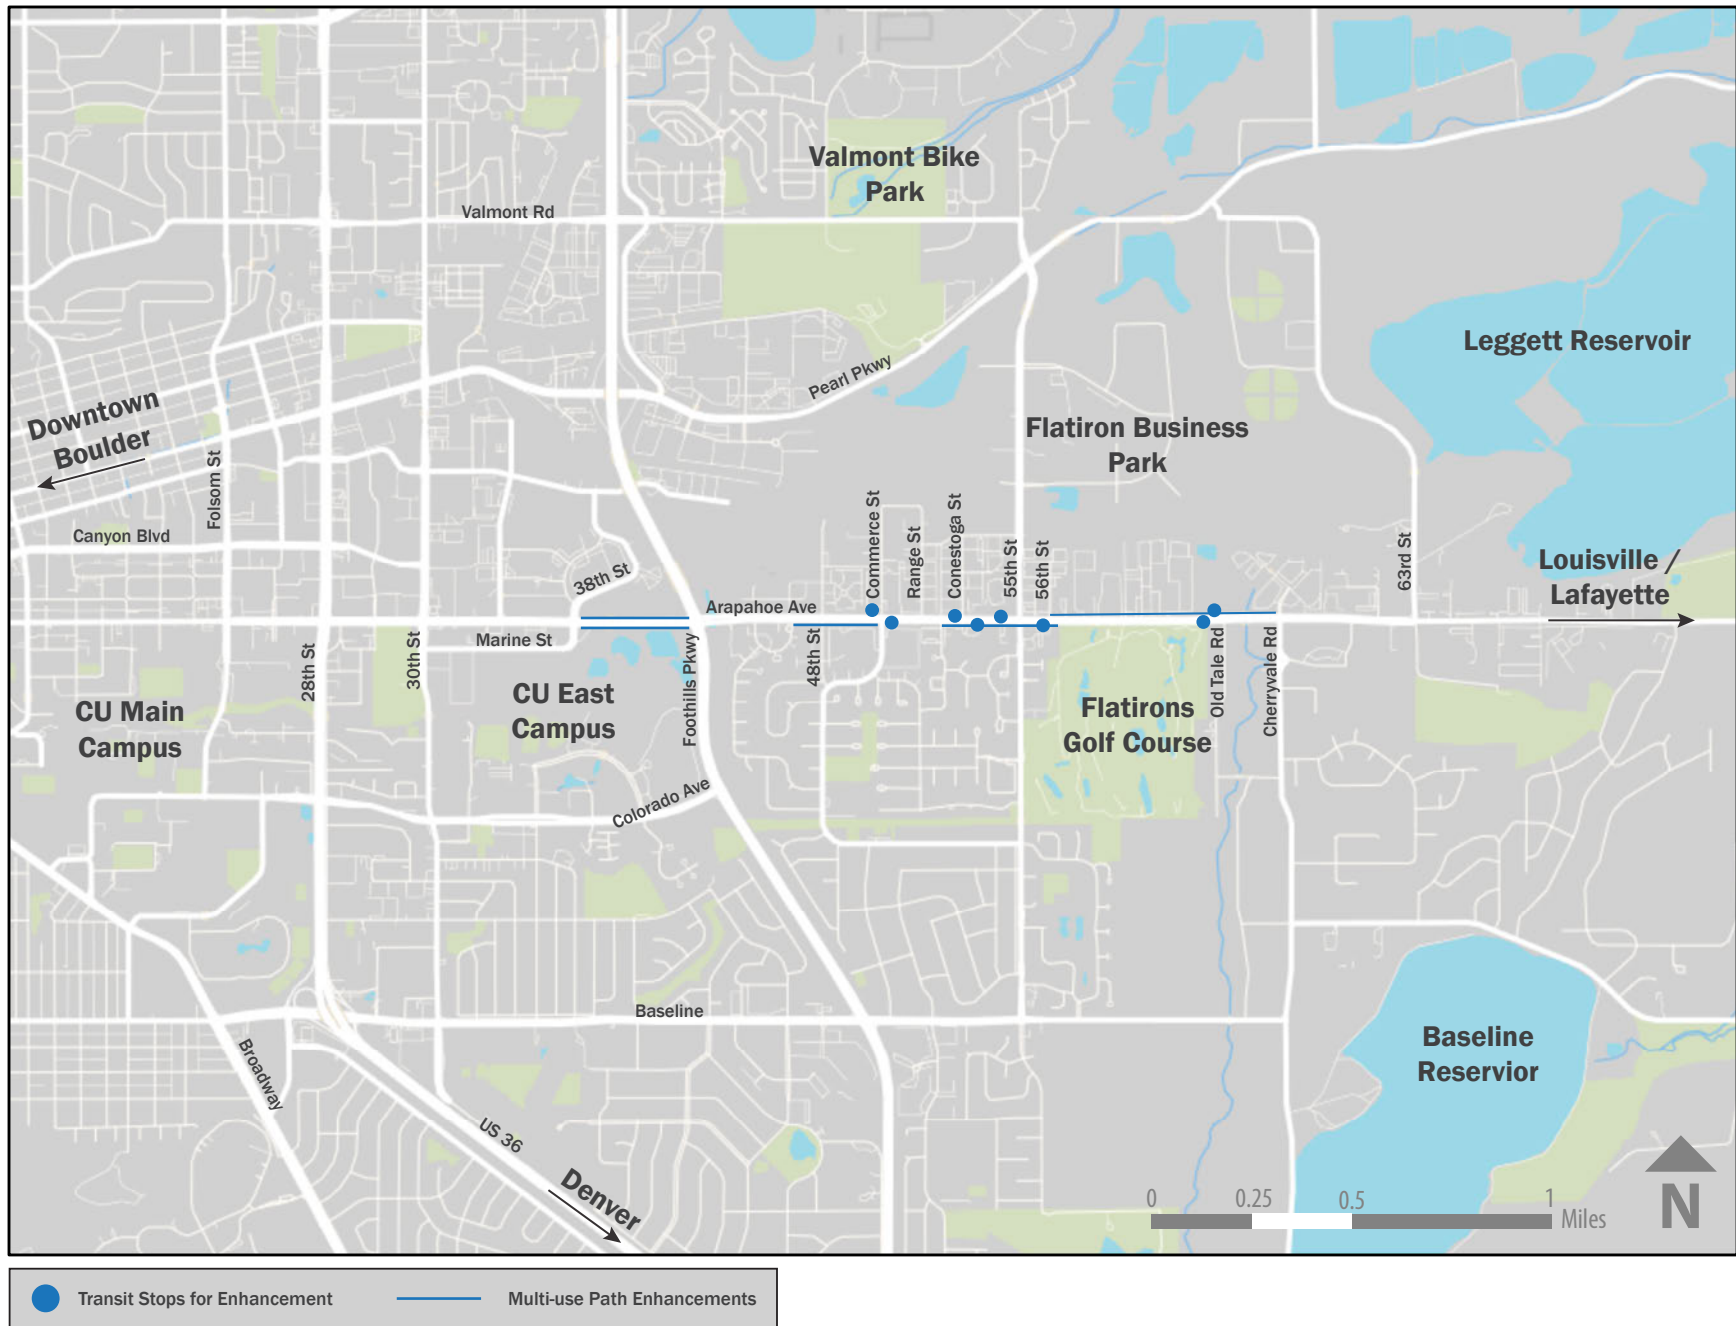 Valmont Bike
Park
Valmont Rd
Leggett Reservoir
Pearl Pkwy
Downtown
Boulder
Flatiron Business
Park
Folsom St
Canyon Blvd
Commerce St
Range St
Conestoga St
55th St
56th St
63rd St
Louisville /
Lafayette
38th St
Arapahoe Ave
Marine St
28th St
30th St
Foothills Pkwy
48th St
Old Tale Rd
Cherryvale Rd
CU Main
Campus
CU East
Campus
Flatirons
Golf Course
Colorado Ave
Baseline
Broadway
US 36
Denver
Baseline
Reservior
0 0.25 0.5 1
Miles
N
Transit Stops for Enhancement
Multi-use Path Enhancements